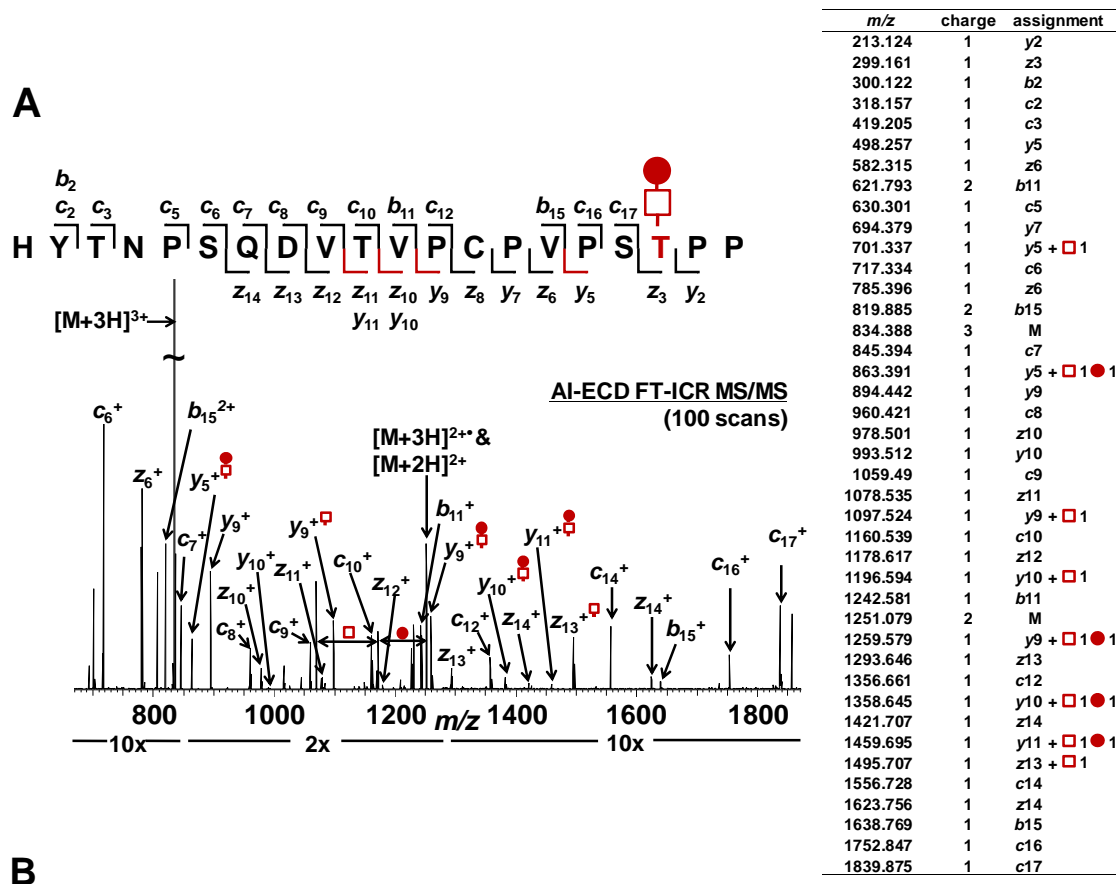 A
b2
c2 c3 c5 c6 c7 c8 c9 c10 b11 c12 b15 c16 c17
H Y T N P S Q D V T V P C P V P S T P P
z14 z13 z12 z11 z10 y9 z8 y7 z6 y5 z3 y2
y11 y10
[M+3H]3+
~
AI-ECD FT-ICR MS/MS
(100 scans)
c6+
b15 2+
z6+
y5+
c7+
y9+
z10+
y10+
c8+
z11+
c9+
y9+
c10+
z12+
[M+3H]2+• &
[M+2H]2+
b11+
y9+
z13+
c12+
y10+
z14+
y11+
z13+
c14+
z14+
b15+
c16+
c17+
800 1000 1200 m/z 1400 1600 1800
10x 2x 10x
B
m/z charge assignment
213.124 1 y2
299.161 1 z3
300.122 1 b2
318.157 1 c2
419.205 1 c3
498.257 1 y5
582.315 1 z6
621.793 2 b11
630.301 1 c5
694.379 1 y7
701.337 1 y5 + □ 1
717.334 1 c6
785.396 1 z6
819.885 2 b15
834.388 3 M
845.394 1 c7
863.391 1 y5 + □ 1 ● 1
894.442 1 y9
960.421 1 c8
978.501 1 z10
993.512 1 y10
1059.49 1 c9
1078.535 1 z11
1097.524 1 y9 + □ 1
1160.539 1 c10
1178.617 1 z12
1196.594 1 y10 + □ 1
1242.581 1 b11
1251.079 2 M
1259.579 1 y9 + □ 1 ● 1
1293.646 1 z13
1356.661 1 c12
1358.645 1 y10 + □ 1 ● 1
1421.707 1 z14
1459.695 1 y11 + □ 1 ● 1
1495.707 1 z13 + □ 1
1556.728 1 c14
1623.756 1 z14
1638.769 1 b15
1752.847 1 c16
1839.875 1 c17